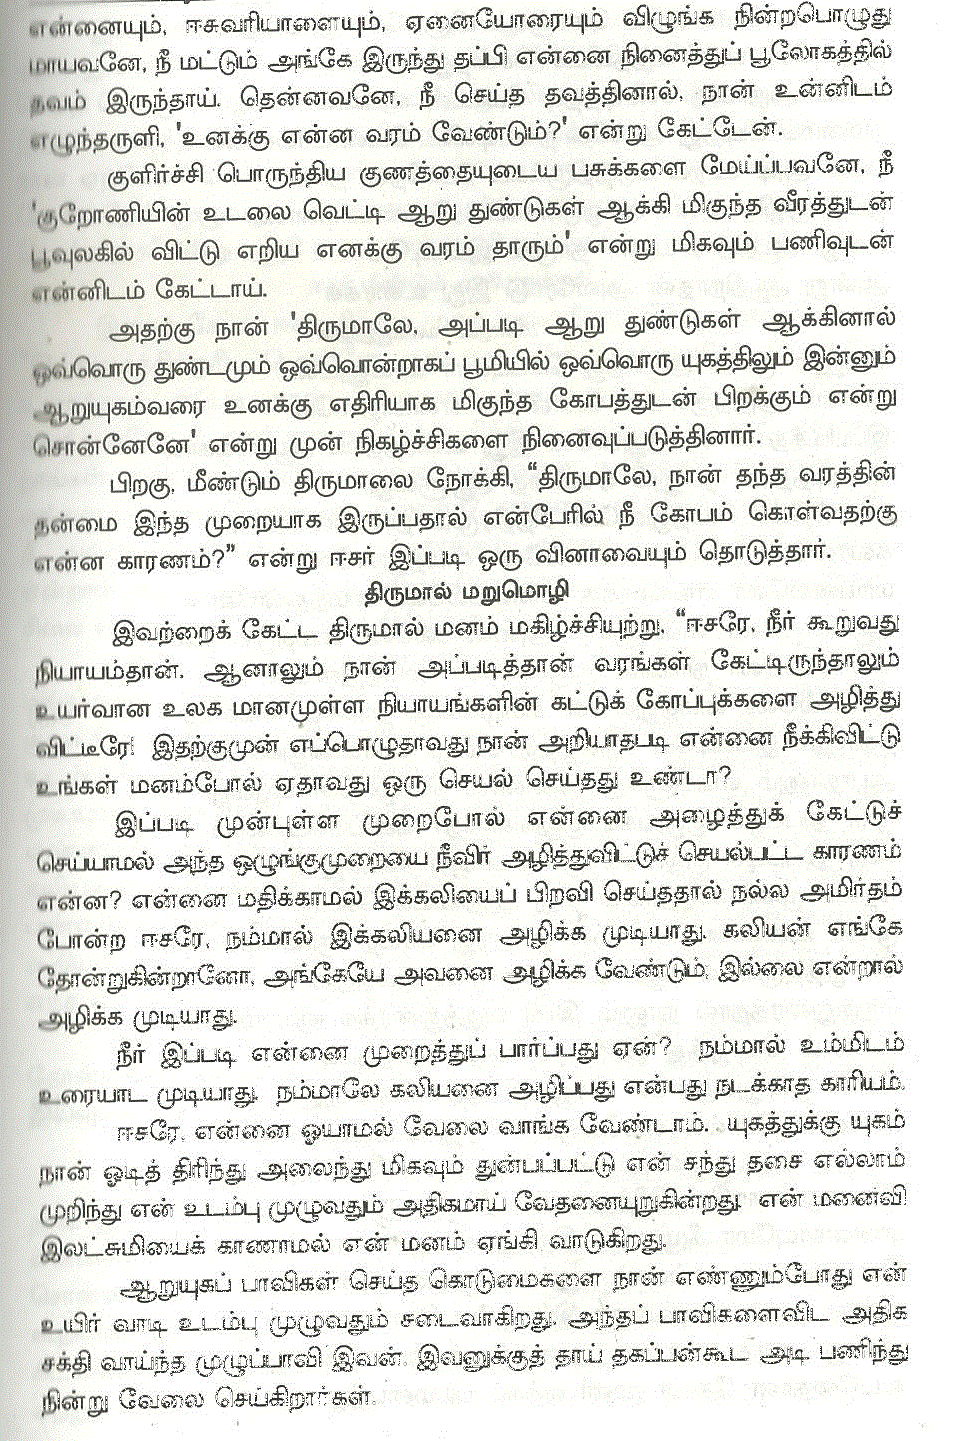 என்னையும், ஈசுவரியாளையும், ஏனையோரையும் விழுங்க நின்றபொழுது
மாயவனே, நீ மட்டும் அங்கே இருந்து தப்பி என்னை நினைத்துப் பூலோகத்தில்
தவம் இருந்தாய். தென்னவனே, நீ செய்த தவத்தினால், நான் உன்னிடம்
எழுந்தருளி, 'உனக்கு என்ன வரம் வேண்டும்?' என்று கேட்டேன்.
குளிர்ச்சி பொருந்திய குணத்தையுடைய பசுக்களை மேய்ப்பவனே, நீ
'குறோணியின் உடலை வெட்டி ஆறு துண்டுகள் ஆக்கி மிகுந்த வீரத்துடன்
பூவுலகில் விட்டு எறிய எனக்கு வரம் தாரும்' என்று மிகவும் பணிவுடன்
என்னிடம் கேட்டாய்.
அதற்கு நான் 'திருமாலே, அப்படி ஆறு துண்டுகள் ஆக்கினால்
ஒவ்வொரு துண்டமும் ஒவ்வொன்றாகப் பூமியில் ஒவ்வொரு யுகத்திலும் இன்னும்
ஆறுயுகம்வரை உனக்கு எதிரியாக மிகுந்த கோபத்துடன் பிறக்கும் என்று
சொன்னேனே' என்று முன் நிகழ்ச்சிகளை நினைவுப்படுத்தினார்.
பிறகு, மீண்டும் திருமாலை நோக்கி, “திருமாலே, நான் தந்த வரத்தின்
தன்மை இந்த முறையாக இருப்பதால் என்பேரில் நீ கோபம் கொள்வதற்கு
என்ன காரணம்?” என்று ஈசர் இப்படி ஒரு வினாவையும் தொடுத்தார்.
திருமால் மறுமொழி
இவற்றைக் கேட்ட திருமால் மனம் மகிழ்ச்சியுற்று, “ஈசரே, நீர் கூறுவது
நியாயம்தான். ஆனாலும் நான் அப்படித்தான் வரங்கள் கேட்டிருந்தாலும்
உயர்வான உலக மானமுள்ள நியாயங்களின் கட்டுக் கோப்புக்களை அழித்து
விட்டீரே! இதற்குமுன் எப்பொழுதாவது நான் அறியாதபடி என்னை நீக்கிவிட்டு
உங்கள் மனம்போல் ஏதாவது ஒரு செயல் செய்தது உண்டா?
இப்படி முன்புள்ள முறைபோல் என்னை அழைத்துக் கேட்டுச்
செய்யாமல் அந்த ஒழுங்குமுறையை நீவிர் அழித்துவிட்டுச் செயல்பட்ட காரணம்
என்ன? என்னை மதிக்காமல் இக்கலியைப் பிறவி செய்ததால் நல்ல அமிர்தம்
போன்ற ஈசரே, நம்மால் இக்கலியனை அழிக்க முடியாது. கலியன் எங்கே
தோன்றுகின்றானோ, அங்கேயே அவனை அழிக்க வேண்டும். இல்லை என்றால்
அழிக்க முடியாது.
நீர் இப்படி என்னை முறைத்துப் பார்ப்பது ஏன்? நம்மால் உம்மிடம்
உரையாட முடியாது. நம்மாலே கலியனை அழிப்பது என்பது நடக்காத காரியம்.
ஈசரே, என்னை ஓயாமல் வேலை வாங்க வேண்டாம். யுகத்துக்கு யுகம்
நான் ஓடித் திரிந்து அலைந்து மிகவும் துன்பப்பட்டு என் சந்து தசை எல்லாம்
முறிந்து என் உடம்பு முழுவதும் அதிகமாய் வேதனையுறுகின்றது. என் மனைவி
இலட்சுமியைக் காணாமல் என் மனம் ஏங்கி வாடுகிறது.
ஆறுயுகப் பாவிகள் செய்த கொடுமைகளை நான் எண்ணும்போது என்
உயிர் வாடி உடம்பு முழுவதும் சடைவாகிறது. அந்தப் பாவிகளைவிட அதிக
சக்தி வாய்ந்த முழுப்பாவி இவன். இவனுக்குத் தாய் தகப்பன்கூட அடி பணிந்து
நின்று வேலை செய்கிறார்கள்.